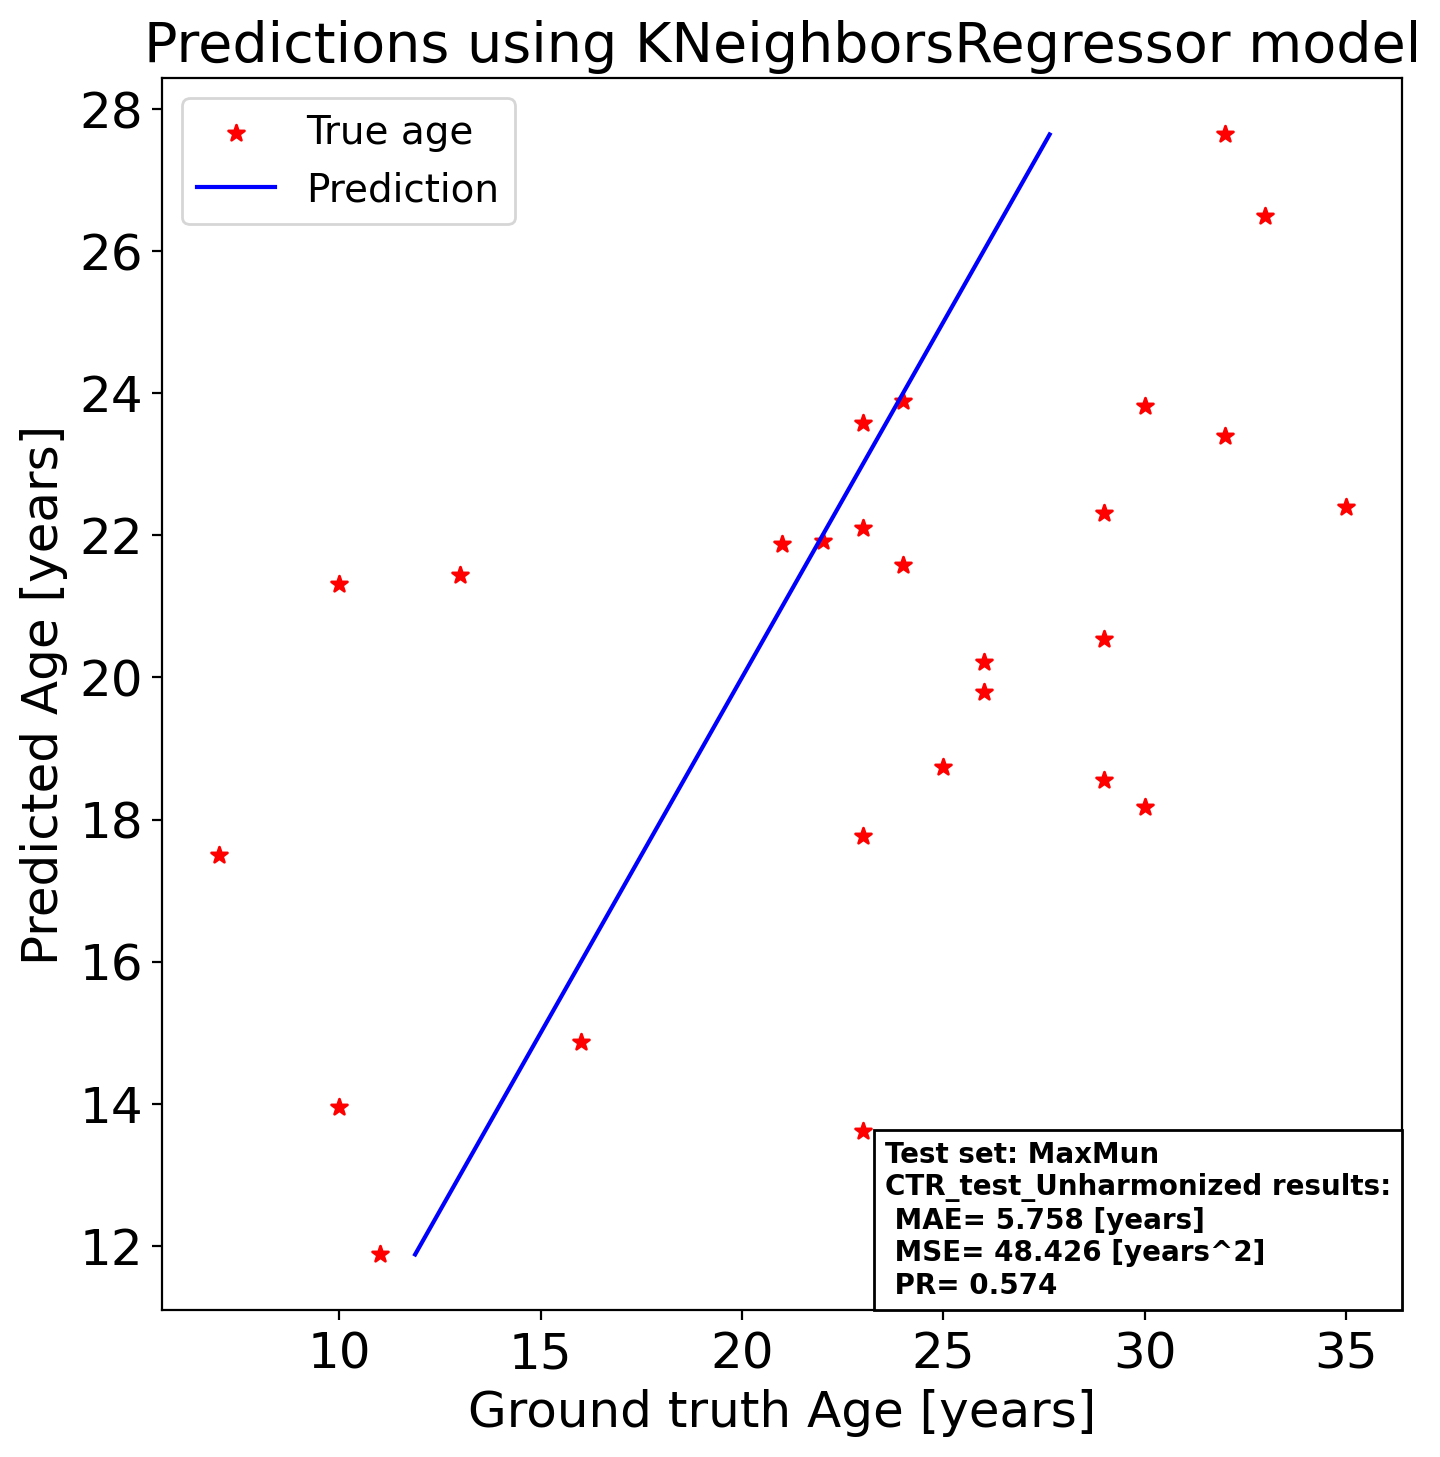 Predictions using KNeighborsRegressor model
True age
Prediction
Predicted Age [years]
28
26
24
22
20
18
16
14
12
Test set: MaxMun
CTR_test_Unharmonized results:
MAE= 5.758 [years]
MSE= 48.426 [years^2]
PR= 0.574
10 15 20 25 30 35
Ground truth Age [years]